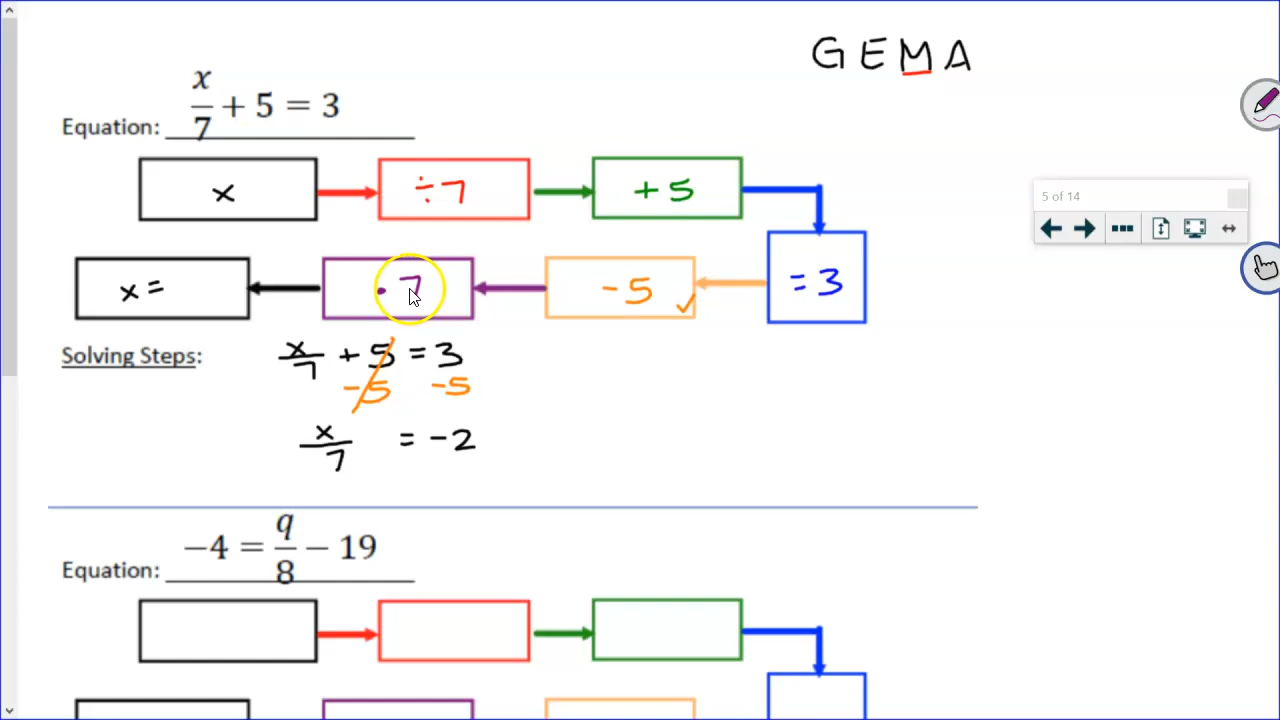 GEMA
Equation: x/7 + 5 = 3
x ÷7 +5
x= ·7 -5 ✓ = 3
5 of 14
Solving Steps: x/7 + 5 = 3
-5 -5
x/7 = -2
Equation: −4 = q/8 − 19